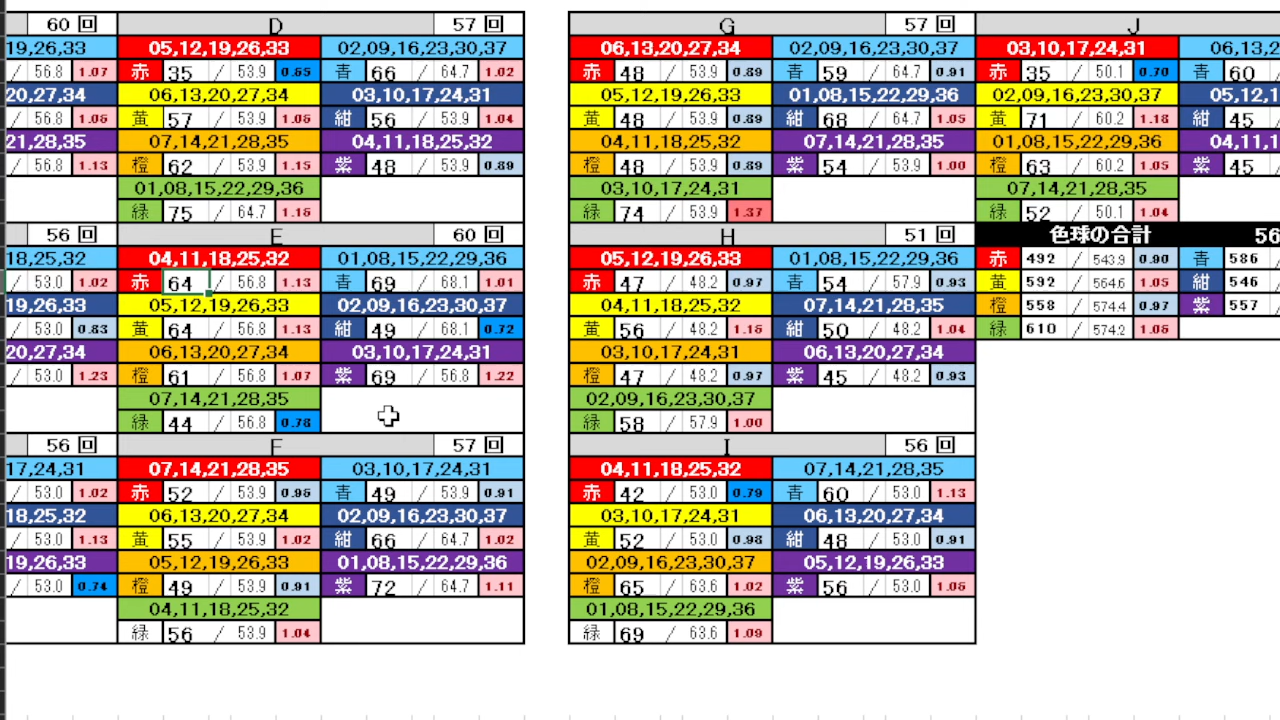 60 回 D 57 回 G 57 回 J
19,26,33 05,12,19,26,33 02,09,16,23,30,37 06,13,20,27,34 02,09,16,23,30,37 03,10,17,24,31 06,13,2
/ 56.8 1.07 赤 35 / 53.9 0.65 青 66 / 64.7 1.02 赤 48 / 53.9 0.89 青 59 / 64.7 0.91 赤 35 / 50.1 0.70 青 60
20,27,34 06,13,20,27,34 03,10,17,24,31 05,12,19,26,33 01,08,15,22,29,36 02,09,16,23,30,37 05,12,1
/ 56.8 1.06 黄 57 / 53.9 1.06 紺 56 / 53.9 1.04 黄 48 / 53.9 0.89 紺 68 / 64.7 1.05 黄 71 / 60.2 1.18 紺 45
21,28,35 07,14,21,28,35 04,11,18,25,32 04,11,18,25,32 07,14,21,28,35 01,08,15,22,29,36 04,11,1
/ 56.8 1.13 橙 62 / 53.9 1.15 紫 48 / 53.9 0.89 橙 48 / 53.9 0.89 紫 54 / 53.9 1.00 橙 63 / 60.2 1.05 紫 45
01,08,15,22,29,36 03,10,17,24,31 07,14,21,28,35
緑 75 / 64.7 1.16 緑 74 / 53.9 1.37 緑 52 / 50.1 1.04
56 回 E 60 回 H 51 回 色球の合計 56
18,25,32 04,11,18,25,32 01,08,15,22,29,36 05,12,19,26,33 01,08,15,22,29,36 赤 492 / 543.9 0.90 青 586
/ 53.0 1.02 赤 64 / 56.8 1.13 青 69 / 68.1 1.01 赤 47 / 48.2 0.97 青 54 / 57.9 0.93 黄 592 / 564.6 1.05 紺 546
19,26,33 05,12,19,26,33 02,09,16,23,30,37 04,11,18,25,32 07,14,21,28,35 橙 558 / 574.4 0.97 紫 557
/ 53.0 0.83 黄 64 / 56.8 1.13 紺 49 / 68.1 0.72 黄 56 / 48.2 1.16 紺 50 / 48.2 1.04 緑 610 / 574.2 1.06
20,27,34 06,13,20,27,34 03,10,17,24,31 03,10,17,24,31 06,13,20,27,34
/ 53.0 1.23 橙 61 / 56.8 1.07 紫 69 / 56.8 1.22 橙 47 / 48.2 0.97 紫 45 / 48.2 0.93
07,14,21,28,35 02,09,16,23,30,37
緑 44 / 56.8 0.78 緑 58 / 57.9 1.00
56 回 F 57 回 I 56 回
17,24,31 07,14,21,28,35 03,10,17,24,31 04,11,18,25,32 07,14,21,28,35
/ 53.0 1.02 赤 52 / 53.9 0.96 青 49 / 53.9 0.91 赤 42 / 53.0 0.79 青 60 / 53.0 1.13
18,25,32 06,13,20,27,34 02,09,16,23,30,37 03,10,17,24,31 06,13,20,27,34
/ 53.0 1.13 黄 55 / 53.9 1.02 紺 66 / 64.7 1.02 黄 52 / 53.0 0.98 紺 48 / 53.0 0.91
19,26,33 05,12,19,26,33 01,08,15,22,29,36 02,09,16,23,30,37 05,12,19,26,33
/ 53.0 0.74 橙 49 / 53.9 0.91 紫 72 / 64.7 1.11 橙 65 / 63.6 1.02 紫 56 / 53.0 1.06
04,11,18,25,32 01,08,15,22,29,36
緑 56 / 53.9 1.04 緑 69 / 63.6 1.09